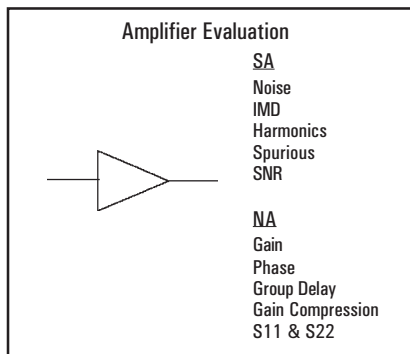 Amplifier Evaluation
SA
Noise
IMD
Harmonics
Spurious
SNR
NA
Gain
Phase
Group Delay
Gain Compression
S11 & S22